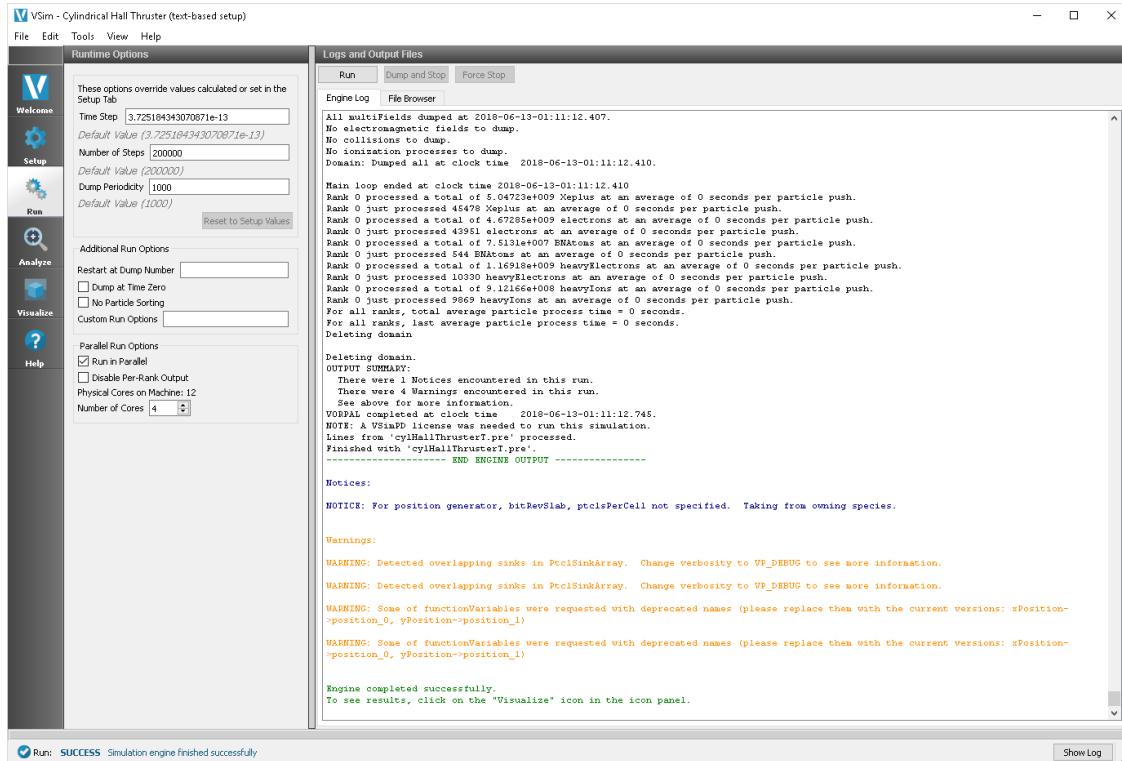 VSim - Cylindrical Hall Thruster (text-based setup)
File Edit Tools View Help
Runtime Options
Welcome
Setup
Run
Analyze
Visualize
Help
These options override values calculated or set in the
Setup Tab
Time Step 3.725184343070871e-13
Default Value (3.725184343070871e-13)
Number of Steps 200000
Default Value (200000)
Dump Periodicity 1000
Default Value (1000)
Reset to Setup Values
Additional Run Options
Restart at Dump Number
Dump at Time Zero
No Particle Sorting
Custom Run Options
Parallel Run Options
Run in Parallel
Disable Per-Rank Output
Physical Cores on Machine: 12
Number of Cores 4
Logs and Output Files
Run Dump and Stop Force Stop
Engine Log File Browser
All multiFields dumped at 2018-06-13-01:11:12.407.
No electromagnetic fields to dump.
No collisions to dump.
No ionization processes to dump.
Domain: Dumped all at clock time 2018-06-13-01:11:12.410.
Main loop ended at clock time 2018-06-13-01:11:12.410
Rank 0 processed a total of 5.04723e+009 Xeplus at an average of 0 seconds per particle push.
Rank 0 just processed 45478 Xeplus at an average of 0 seconds per particle push.
Rank 0 processed a total of 4.67285e+009 electrons at an average of 0 seconds per particle push.
Rank 0 just processed 43951 electrons at an average of 0 seconds per particle push.
Rank 0 processed a total of 7.5131e+007 BNAtoms at an average of 0 seconds per particle push.
Rank 0 just processed 544 BNAtoms at an average of 0 seconds per particle push.
Rank 0 processed a total of 1.16918e+009 heavyElectrons at an average of 0 seconds per particle push.
Rank 0 just processed 10330 heavyElectrons at an average of 0 seconds per particle push.
Rank 0 processed a total of 9.12166e+008 heavyIons at an average of 0 seconds per particle push.
Rank 0 just processed 9869 heavyIons at an average of 0 seconds per particle push.
For all ranks, total average particle process time = 0 seconds.
For all ranks, last average particle process time = 0 seconds.
Deleting domain
Deleting domain.
OUTPUT SUMMARY:
There were 1 Notices encountered in this run.
There were 4 Warnings encountered in this run.
See above for more information.
VORPAL completed at clock time 2018-06-13-01:11:12.745.
NOTE: A VSimPD license was needed to run this simulation.
Lines from 'cylHallThrusterT.pre' processed.
Finished with 'cylHallThrusterT.pre'.
--------------------- END ENGINE OUTPUT ----------------
Notices:
NOTICE: For position generator, bitRevSlab, ptclsPerCell not specified. Taking from owning species.
Warnings:
WARNING: Detected overlapping sinks in PtclSinkArray. Change verbosity to VP_DEBUG to see more information.
WARNING: Detected overlapping sinks in PtclSinkArray. Change verbosity to VP_DEBUG to see more information.
WARNING: Some of functionVariables were requested with deprecated names (please replace them with the current versions: xPosition-
>position_0, yPosition->position_1)
WARNING: Some of functionVariables were requested with deprecated names (please replace them with the current versions: xPosition-
>position_0, yPosition->position_1)
Engine completed successfully.
To see results, click on the "Visualize" icon in the icon panel.
Run: SUCCESS Simulation engine finished successfully
Show Log